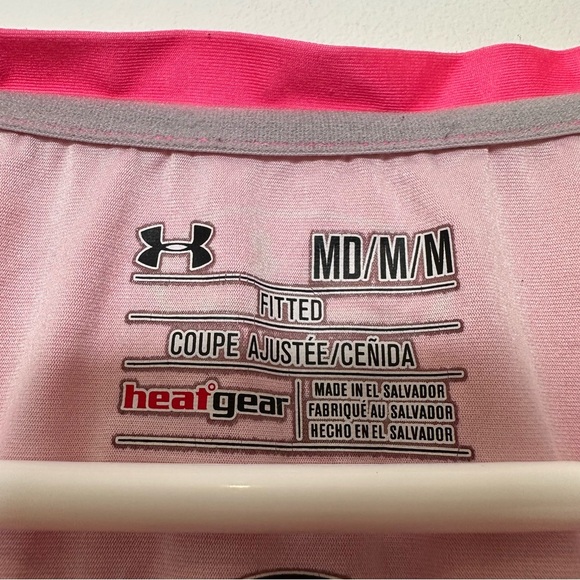 MD/M/M
FITTED
COUPE AJUSTÉE/CEÑIDA
heatgear
MADE IN EL SALVADOR
FABRIQUÉ AU SALVADOR
HECHO EN EL SALVADOR